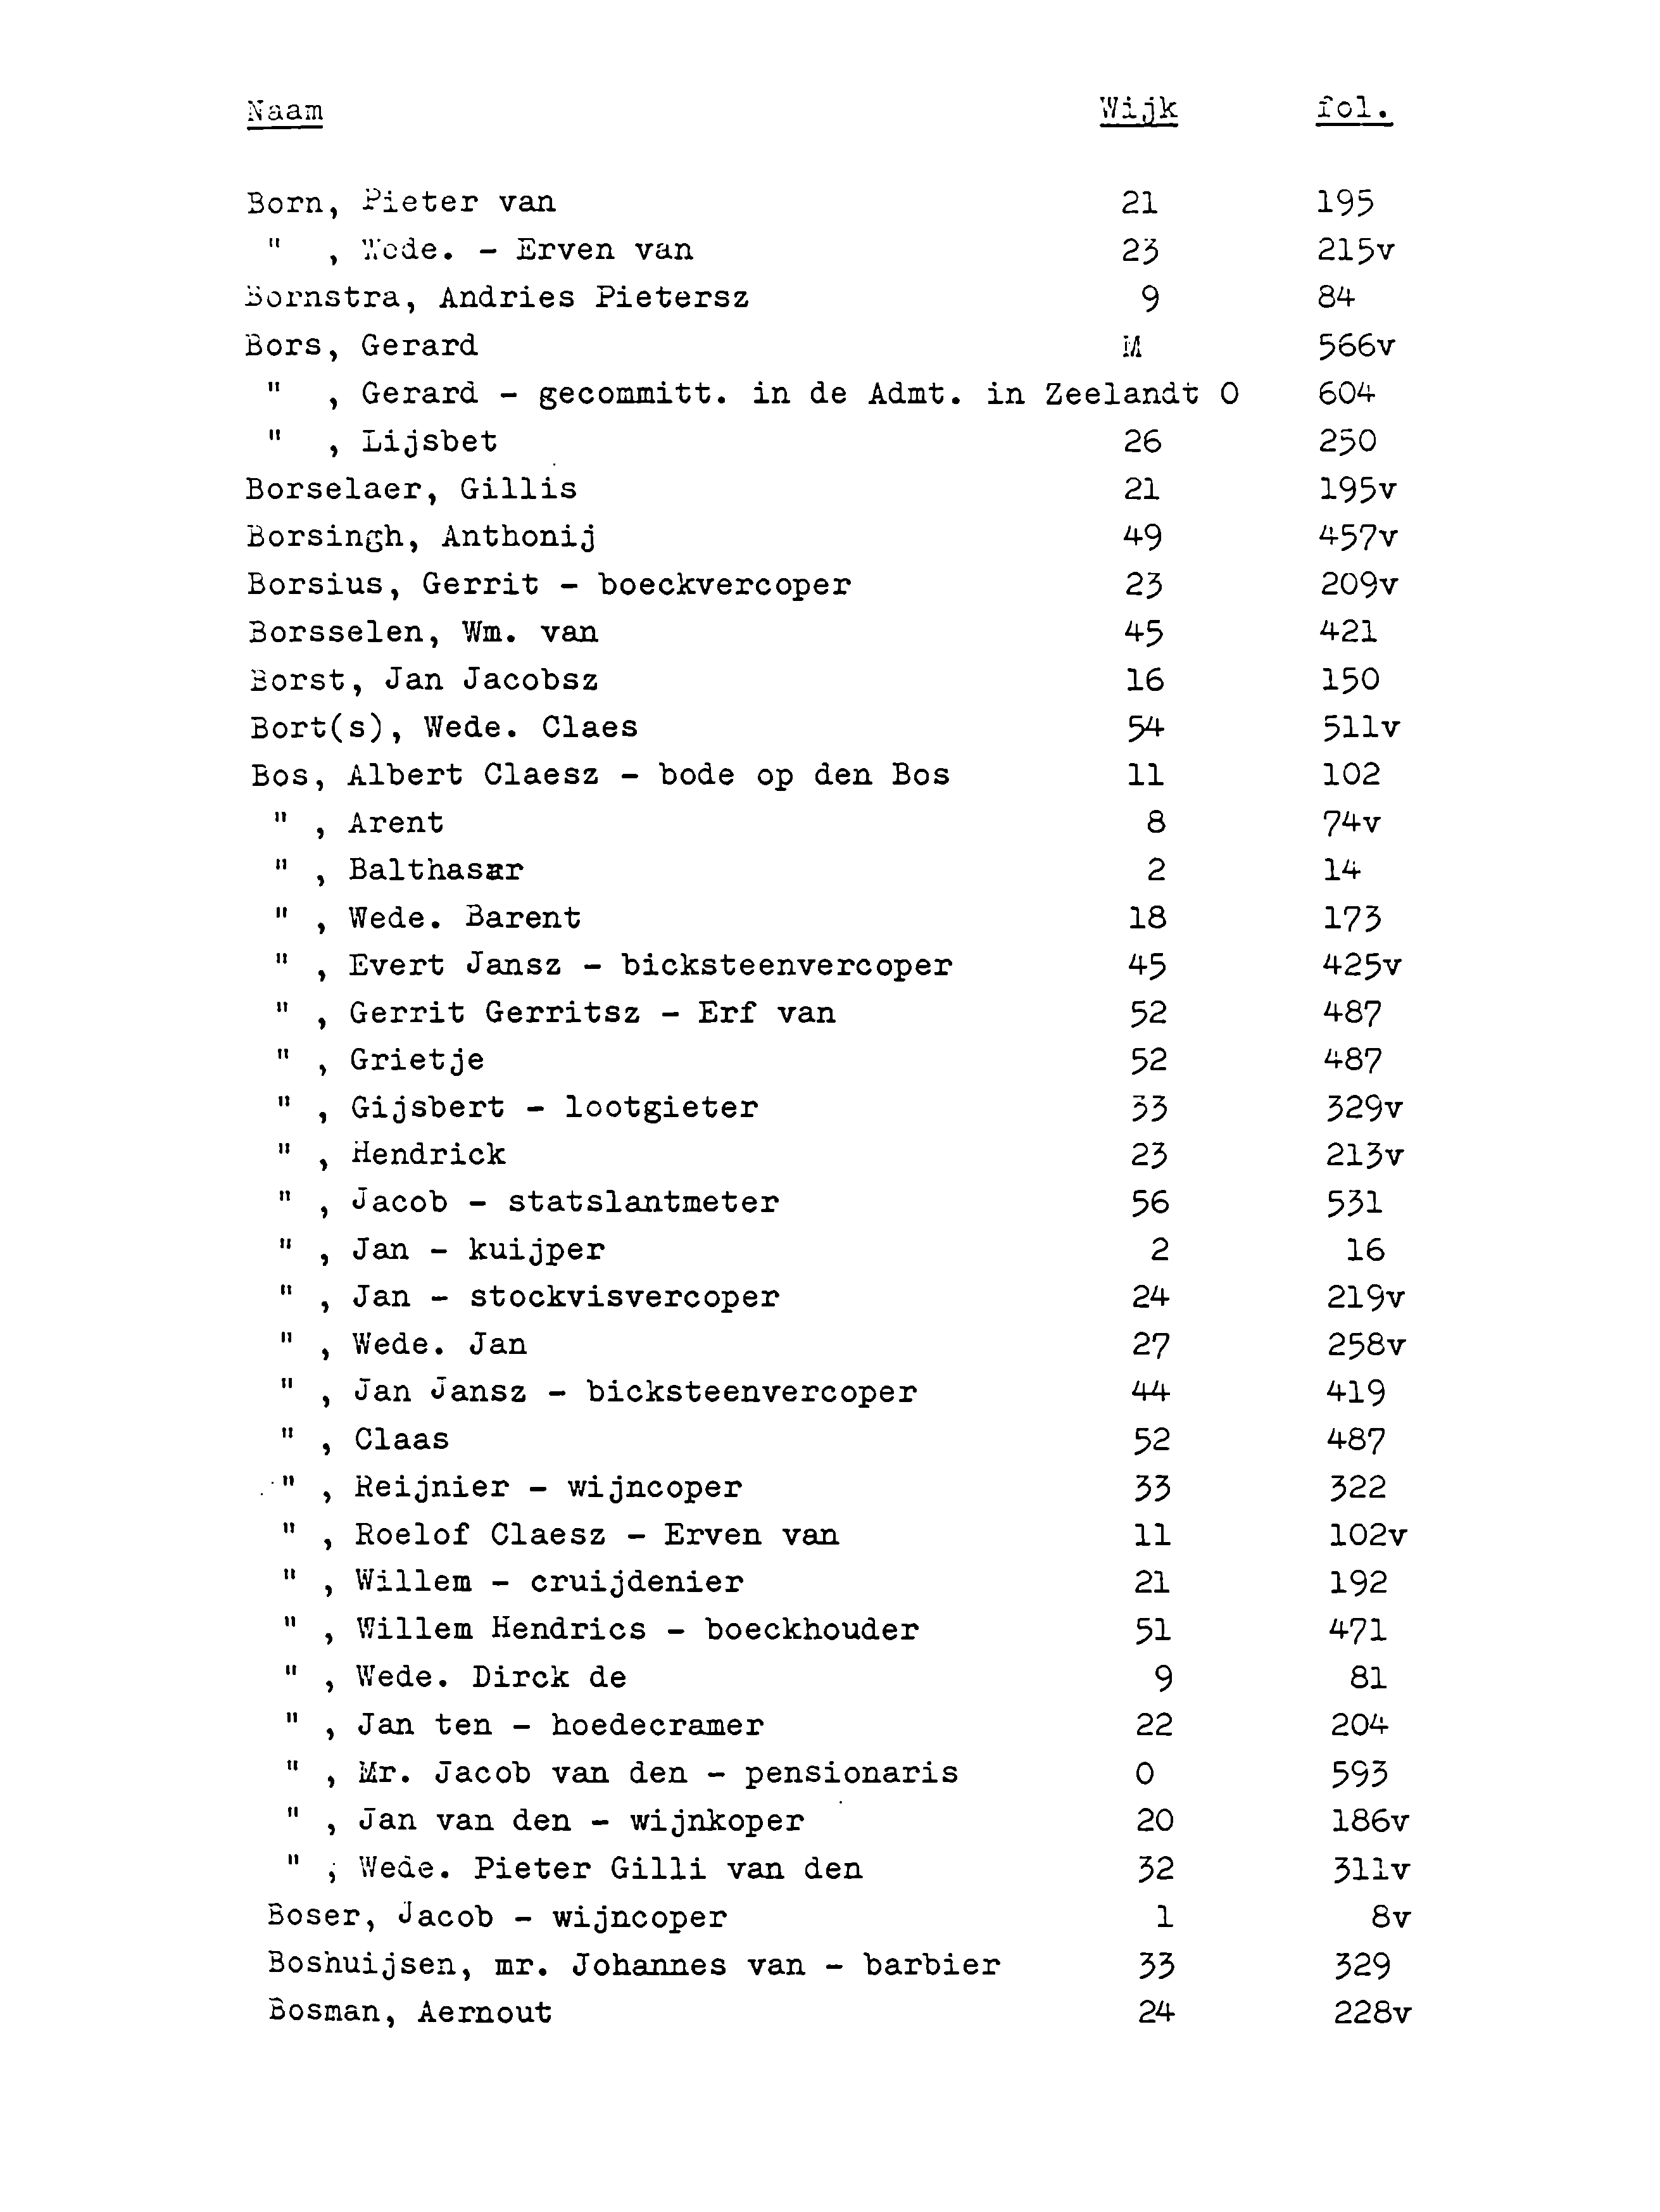 Naam Wijk fol.
Born, Pieter van 21 195
" , Wede. - Erven van 23 215v
Bornstra, Andries Pietersz 9 84
Bors, Gerard M 566v
" , Gerard - gecommitt. in de Admt. in Zeelandt O 604
" , Lijsbet 26 250
Borselaer, Gillis 21 195v
Borsingh, Anthonij 49 457v
Borsius, Gerrit - boeckvercoper 23 209v
Borsselen, Wm. van 45 421
Borst, Jan Jacobsz 16 150
Bort(s), Wede. Claes 54 511v
Bos, Albert Claesz - bode op den Bos 11 102
" , Arent 8 74v
" , Balthasar 2 14
" , Wede. Barent 18 173
" , Evert Jansz - bicksteenvercoper 45 425v
" , Gerrit Gerritsz - Erf van 52 487
" , Grietje 52 487
" , Gijsbert - lootgieter 33 329v
" , Hendrick 23 213v
" , Jacob - statslantmeter 56 531
" , Jan - kuijper 2 16
" , Jan - stockvisvercoper 24 219v
" , Wede. Jan 27 258v
" , Jan Jansz - bicksteenvercoper 44 419
" , Claas 52 487
" , Reijnier - wijncoper 33 322
" , Roelof Claesz - Erven van 11 102v
" , Willem - cruijdenier 21 192
" , Willem Hendrics - boeckhouder 51 471
" , Wede. Dirck de 9 81
" , Jan ten - hoedecramer 22 204
" , Mr. Jacob van den - pensionaris O 593
" , Jan van den - wijnkoper 20 186v
" , Wede. Pieter Gilli van den 32 311v
Boser, Jacob - wijncoper 1 8v
Boshuijsen, mr. Johannes van - barbier 33 329
Bosman, Aernout 24 228v